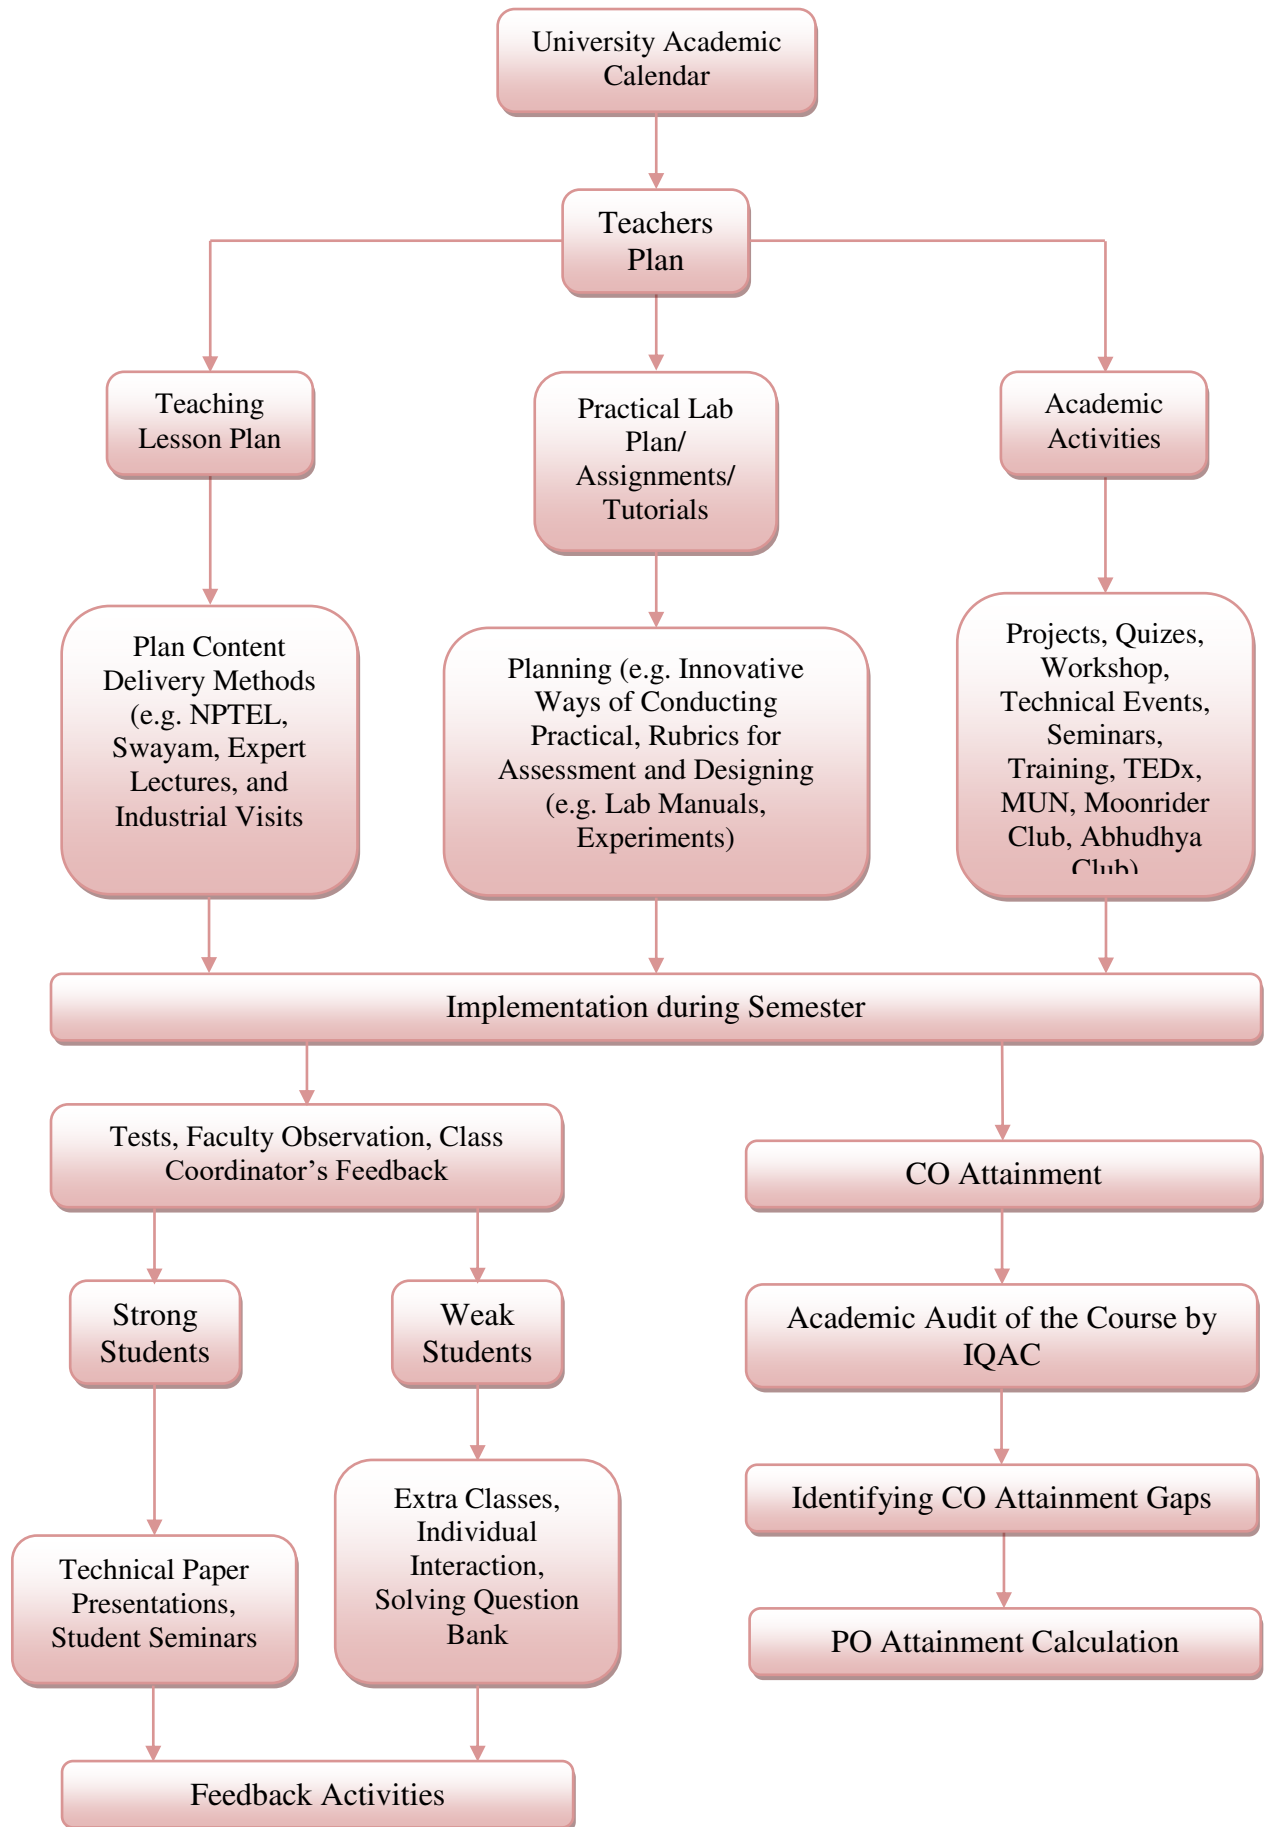 University Academic
Calendar
Teachers
Plan
Teaching
Lesson Plan
Practical Lab
Plan/
Assignments/
Tutorials
Academic
Activities
Plan Content
Delivery Methods
(e.g. NPTEL,
Swayam, Expert
Lectures, and
Industrial Visits
Planning (e.g. Innovative
Ways of Conducting
Practical, Rubrics for
Assessment and Designing
(e.g. Lab Manuals,
Experiments)
Projects, Quizes,
Workshop,
Technical Events,
Seminars,
Training, TEDx,
MUN, Moonrider
Club, Abhudhya
Club)
Implementation during Semester
Tests, Faculty Observation, Class
Coordinator’s Feedback
Strong
Students
Weak
Students
Technical Paper
Presentations,
Student Seminars
Extra Classes,
Individual
Interaction,
Solving Question
Bank
Feedback Activities
CO Attainment
Academic Audit of the Course by
IQAC
Identifying CO Attainment Gaps
PO Attainment Calculation